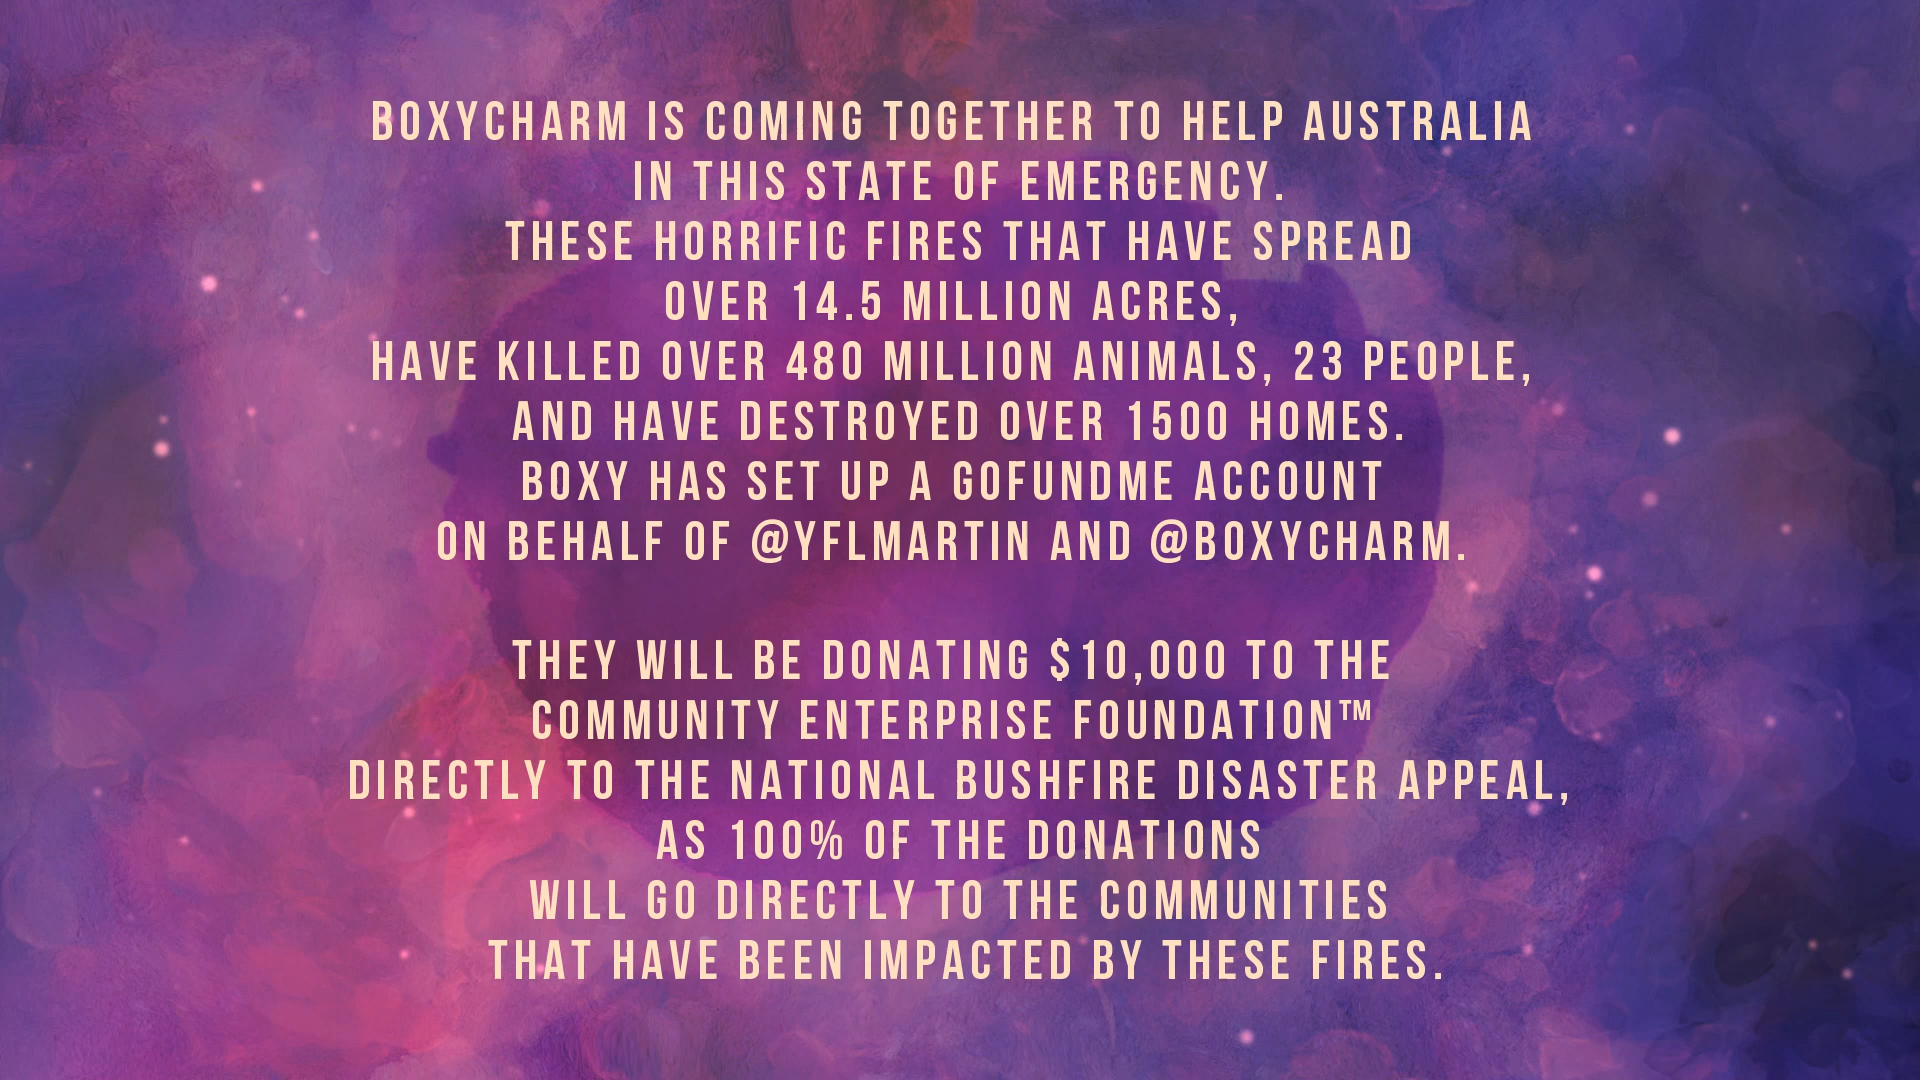 BOXYCHARM IS COMING TOGETHER TO HELP AUSTRALIA
IN THIS STATE OF EMERGENCY.
THESE HORRIFIC FIRES THAT HAVE SPREAD
OVER 14.5 MILLION ACRES,
HAVE KILLED OVER 480 MILLION ANIMALS, 23 PEOPLE,
AND HAVE DESTROYED OVER 1500 HOMES.
BOXY HAS SET UP A GOFUNDME ACCOUNT
ON BEHALF OF @YFLMARTIN AND @BOXYCHARM.
THEY WILL BE DONATING $10,000 TO THE
COMMUNITY ENTERPRISE FOUNDATION™
DIRECTLY TO THE NATIONAL BUSHFIRE DISASTER APPEAL,
AS 100% OF THE DONATIONS
WILL GO DIRECTLY TO THE COMMUNITIES
THAT HAVE BEEN IMPACTED BY THESE FIRES.